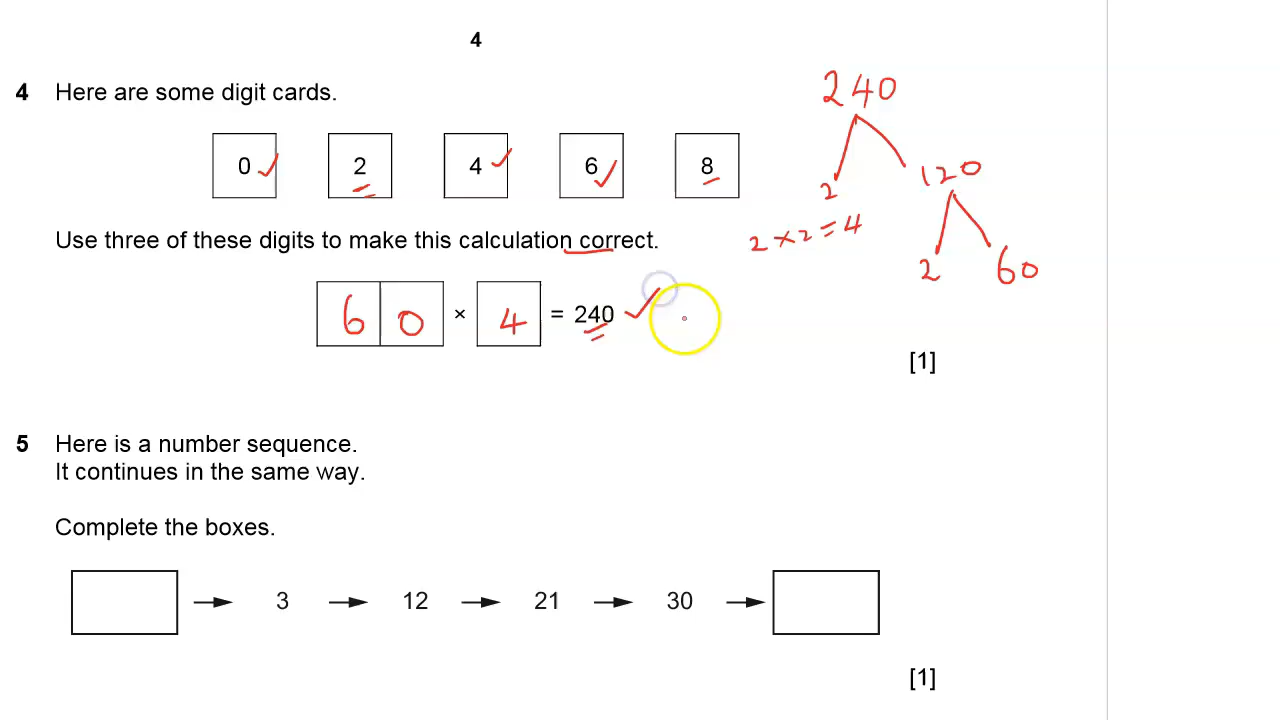 4
4 Here are some digit cards.
240
0 2 4 6 8
2 120
Use three of these digits to make this calculation correct.
2 × 2 = 4
2 60
6 0 × 4 = 240
[1]
5 Here is a number sequence.
It continues in the same way.
Complete the boxes.
3 12 21 30
[1]